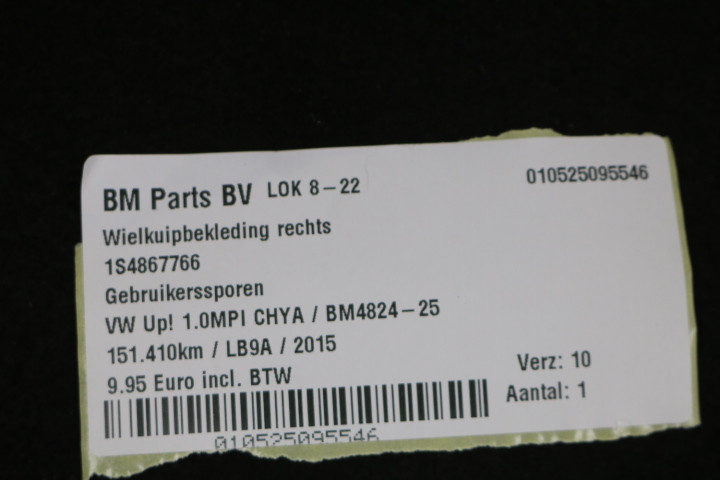 BM Parts BV LOK 8-22
010525095546
Wielkuipbekleding rechts
1S4867766
Gebruikerssporen
VW Up! 1.0MPI CHYA / BM4824-25
151.410km / LB9A / 2015
9.95 Euro incl. BTW
Verz: 10
Aantal: 1
010525095546